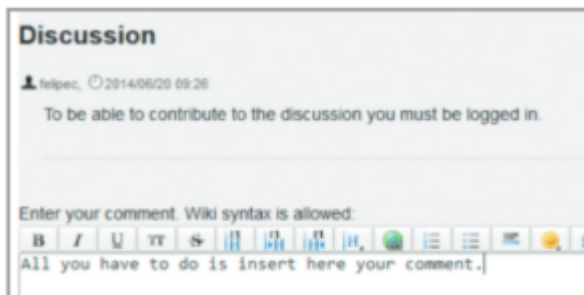 Discussion
felipec, 2014/06/20 09:26
To be able to contribute to the discussion you must be logged in.
Enter your comment. Wiki syntax is allowed:
B I U TT S H H H H,
All you have to do is insert here your comment.